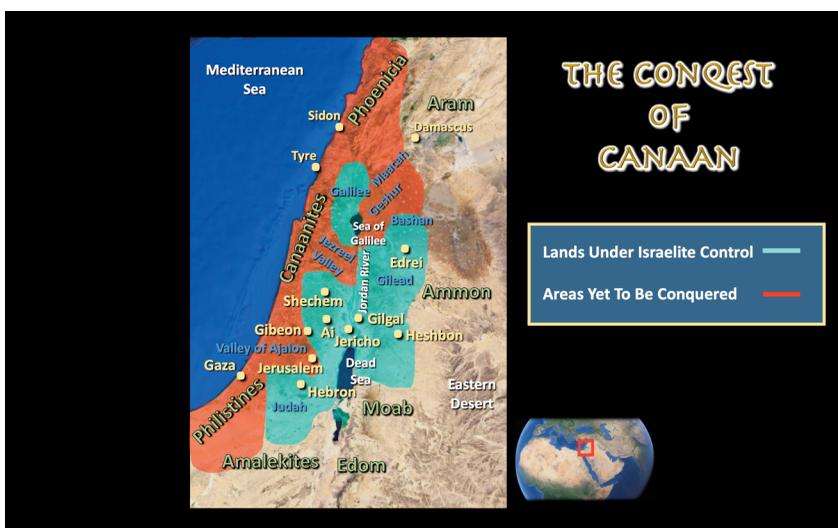 THE CONQEST
OF
CANAAN
Mediterranean
Sea
Phoenicia
Aram
Sidon
Damascus
Tyre
Maacah
Galilee
Geshur
Bashan
Canaanites
Sea of
Galilee
Jezreel
Valley
Edrei
Jordan River
Gilead
Shechem
Ammon
Gilgal
Gibeon
Ai
Jericho
Heshbon
Valley of Ajalon
Gaza
Jerusalem
Dead
Sea
Hebron
Eastern
Desert
Judah
Moab
Philistines
Amalekites
Edom
Lands Under Israelite Control
Areas Yet To Be Conquered